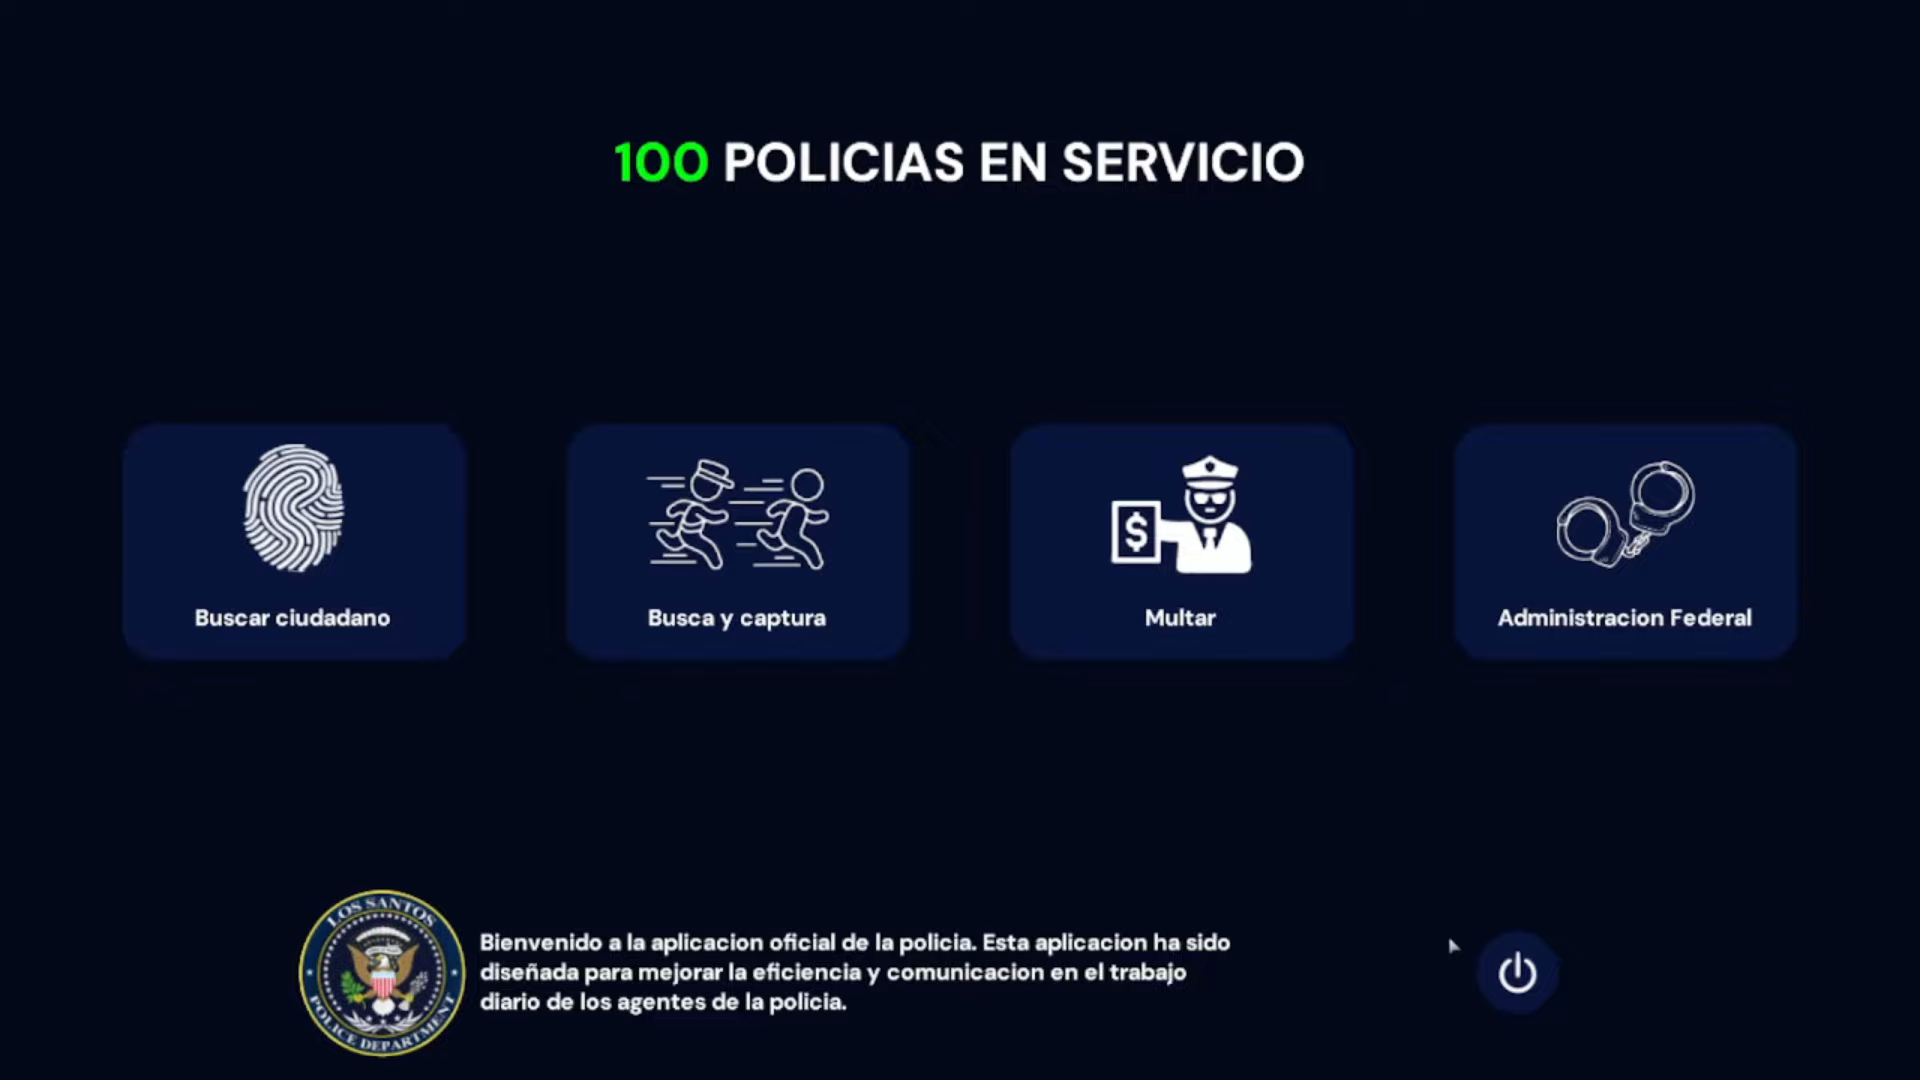 100 POLICIAS EN SERVICIO
Buscar ciudadano
Busca y captura
$
Multar
Administracion Federal
LOS SANTOS
POLICE DEPARTMENT
Bienvenido a la aplicacion oficial de la policia. Esta aplicacion ha sido
diseñada para mejorar la eficiencia y comunicacion en el trabajo
diario de los agentes de la policia.